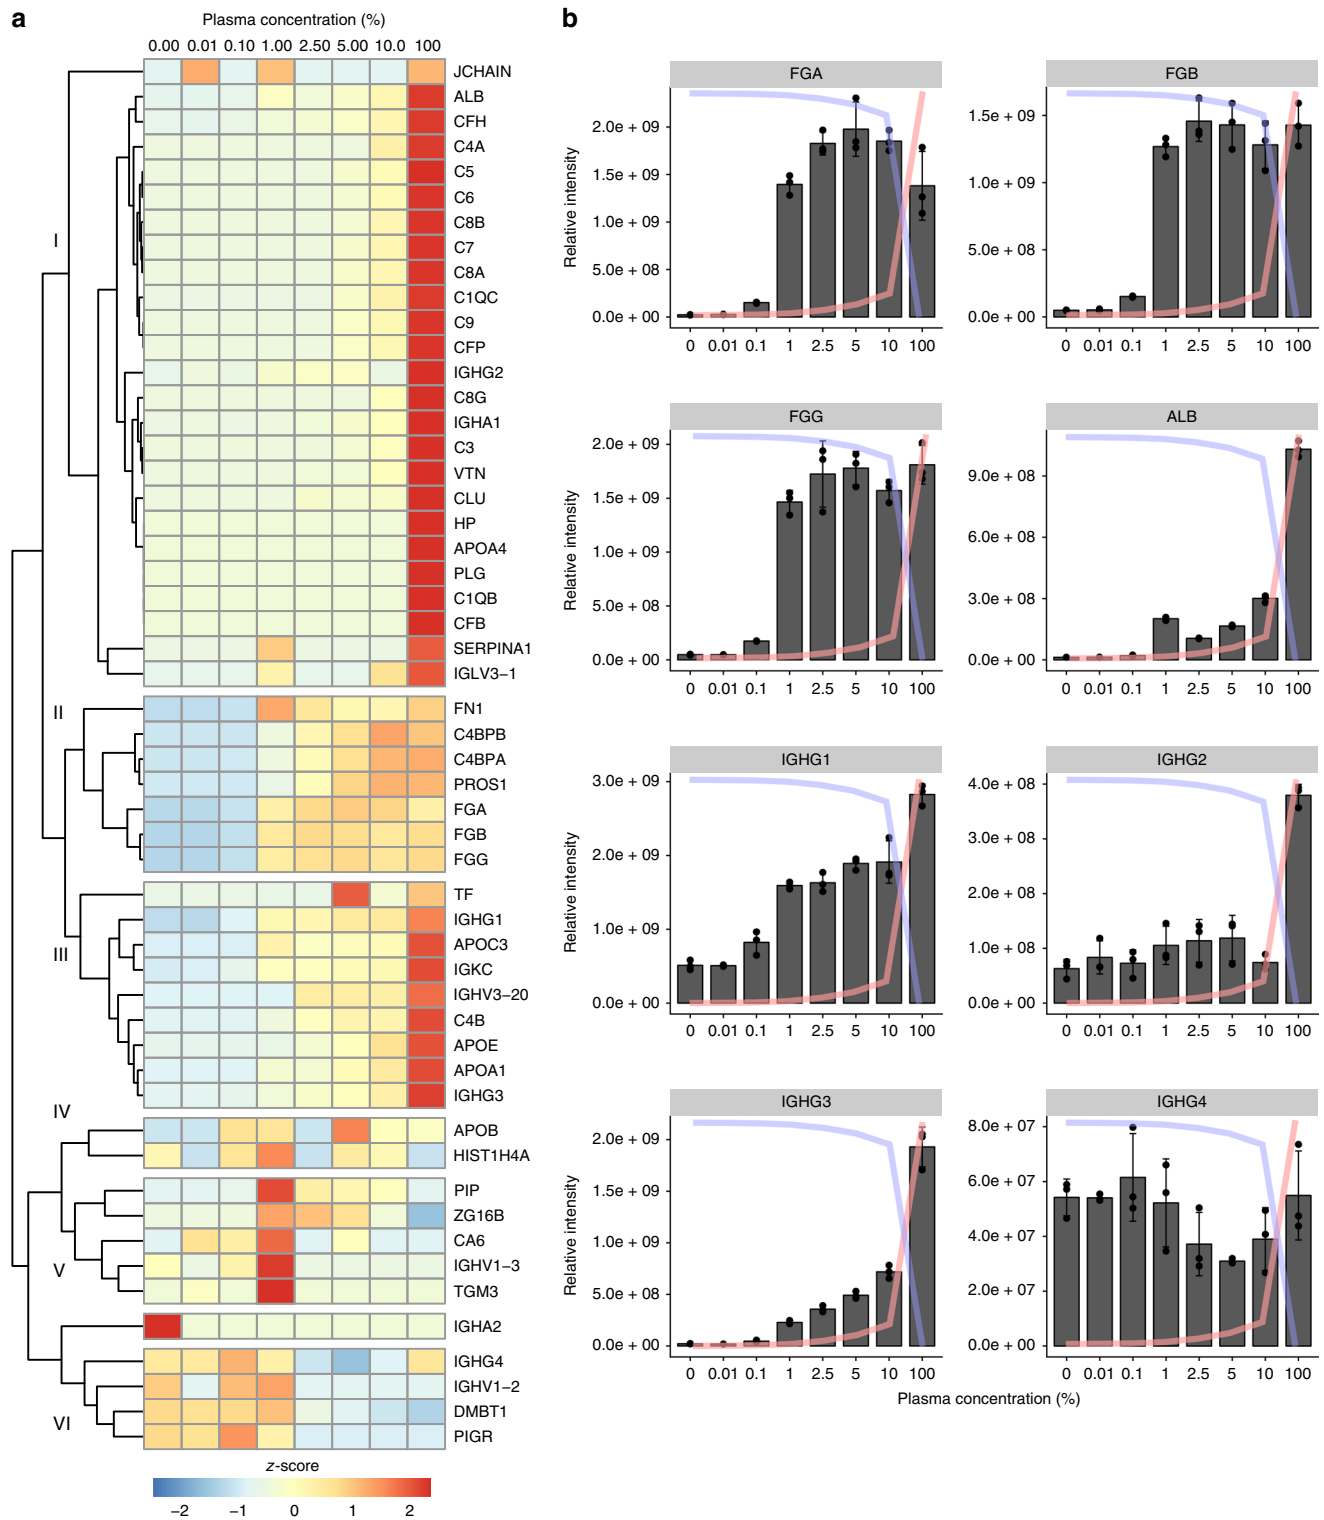 a
Plasma concentration (%)
0.00 0.01 0.10 1.00 2.50 5.00 10.0 100
JCHAIN
ALB
CFH
C4A
C5
C6
C8B
C7
C8A
C1QC
C9
CFP
IGHG2
C8G
IGHA1
C3
VTN
CLU
HP
APOA4
PLG
C1QB
CFB
SERPINA1
IGLV3−1
I
FN1
C4BPB
C4BPA
PROS1
FGA
FGB
FGG
II
TF
IGHG1
APOC3
IGKC
IGHV3−20
C4B
APOE
APOA1
IGHG3
III
APOB
HIST1H4A
IV
PIP
ZG16B
CA6
IGHV1−3
TGM3
V
IGHA2
IGHG4
IGHV1−2
DMBT1
PIGR
VI
z-score
−2 −1 0 1 2
b
FGA
Relative intensity
2.0e + 09
1.5e + 09
1.0e + 09
5.0e + 08
0.0e + 00
0 0.01 0.1 1 2.5 5 10 100
FGB
1.5e + 09
1.0e + 09
5.0e + 08
0.0e + 00
0 0.01 0.1 1 2.5 5 10 100
FGG
Relative intensity
2.0e + 09
1.5e + 09
1.0e + 09
5.0e + 08
0.0e + 00
0 0.01 0.1 1 2.5 5 10 100
ALB
9.0e + 08
6.0e + 08
3.0e + 08
0.0e + 00
0 0.01 0.1 1 2.5 5 10 100
IGHG1
Relative intensity
3.0e + 09
2.0e + 09
1.0e + 09
0.0e + 00
0 0.01 0.1 1 2.5 5 10 100
IGHG2
4.0e + 08
3.0e + 08
2.0e + 08
1.0e + 08
0.0e + 00
0 0.01 0.1 1 2.5 5 10 100
IGHG3
Relative intensity
2.0e + 09
1.5e + 09
1.0e + 09
5.0e + 08
0.0e + 00
0 0.01 0.1 1 2.5 5 10 100
IGHG4
8.0e + 07
6.0e + 07
4.0e + 07
2.0e + 07
0.0e + 00
0 0.01 0.1 1 2.5 5 10 100
Plasma concentration (%)